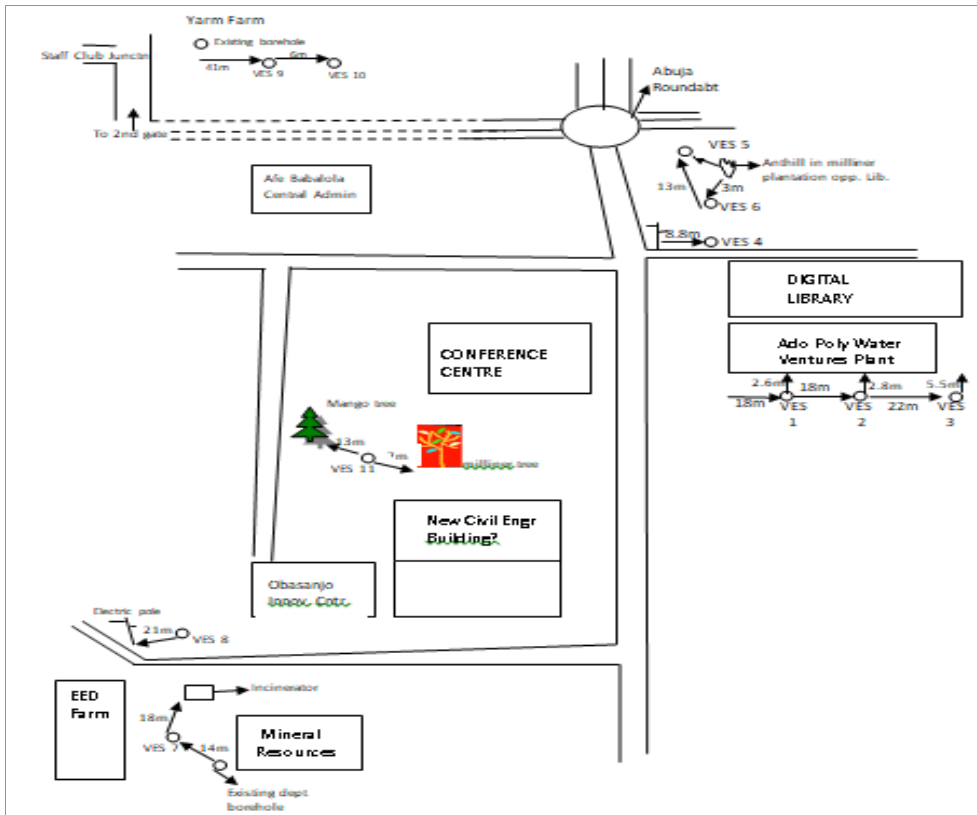 Yarm Farm
Existing borehole
Staff Club Junctn
6m
41m
VES 9
VES 10
Abuja
Roundabt
To 2nd gate
VES 5
Anthill in milliner
plantation opp. Lib.
Afe Babalola
Central Admin
13m
3m
VES 6
8.8m
VES 4
DIGITAL
LIBRARY
CONFERENCE
CENTRE
Ado Poly Water
Ventures Plant
2.6m
18m
2.8m
5.5m
18m
22m
VES
1
VES
2
VES
3
Mango tree
13m
7m
VES 11
milliner tree
New Civil Engr
Building?
Obasanjo
Innov. Cntr
Electric pole
21m
VES 8
EED
Farm
Incinerator
18m
Mineral
Resources
VES 7
14m
Existing dept
borehole